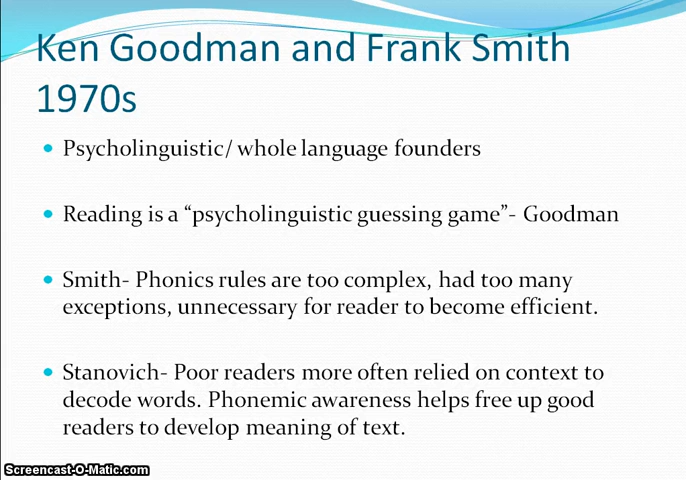 Ken Goodman and Frank Smith
1970s
• Psycholinguistic/ whole language founders
• Reading is a “psycholinguistic guessing game”- Goodman
• Smith- Phonics rules are too complex, had too many
exceptions, unnecessary for reader to become efficient.
• Stanovich- Poor readers more often relied on context to
decode words. Phonemic awareness helps free up good
readers to develop meaning of text.
Screencast-O-Matic.com